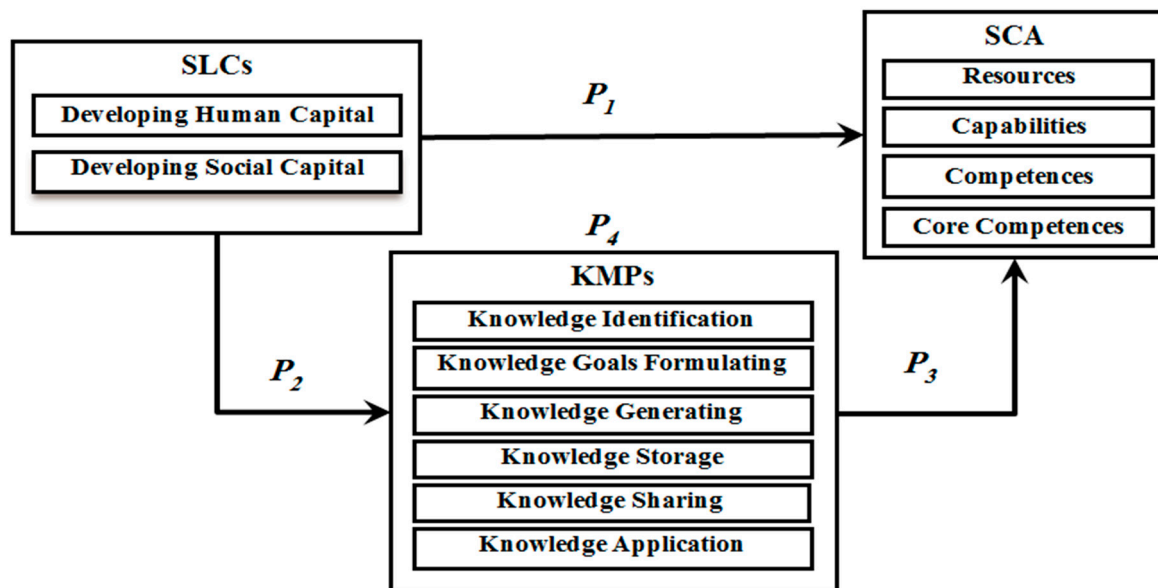 SLCs
Developing Human Capital
Developing Social Capital
P1
SCA
Resources
Capabilities
Competences
Core Competences
P2
P4
KMPs
Knowledge Identification
Knowledge Goals Formulating
Knowledge Generating
Knowledge Storage
Knowledge Sharing
Knowledge Application
P3